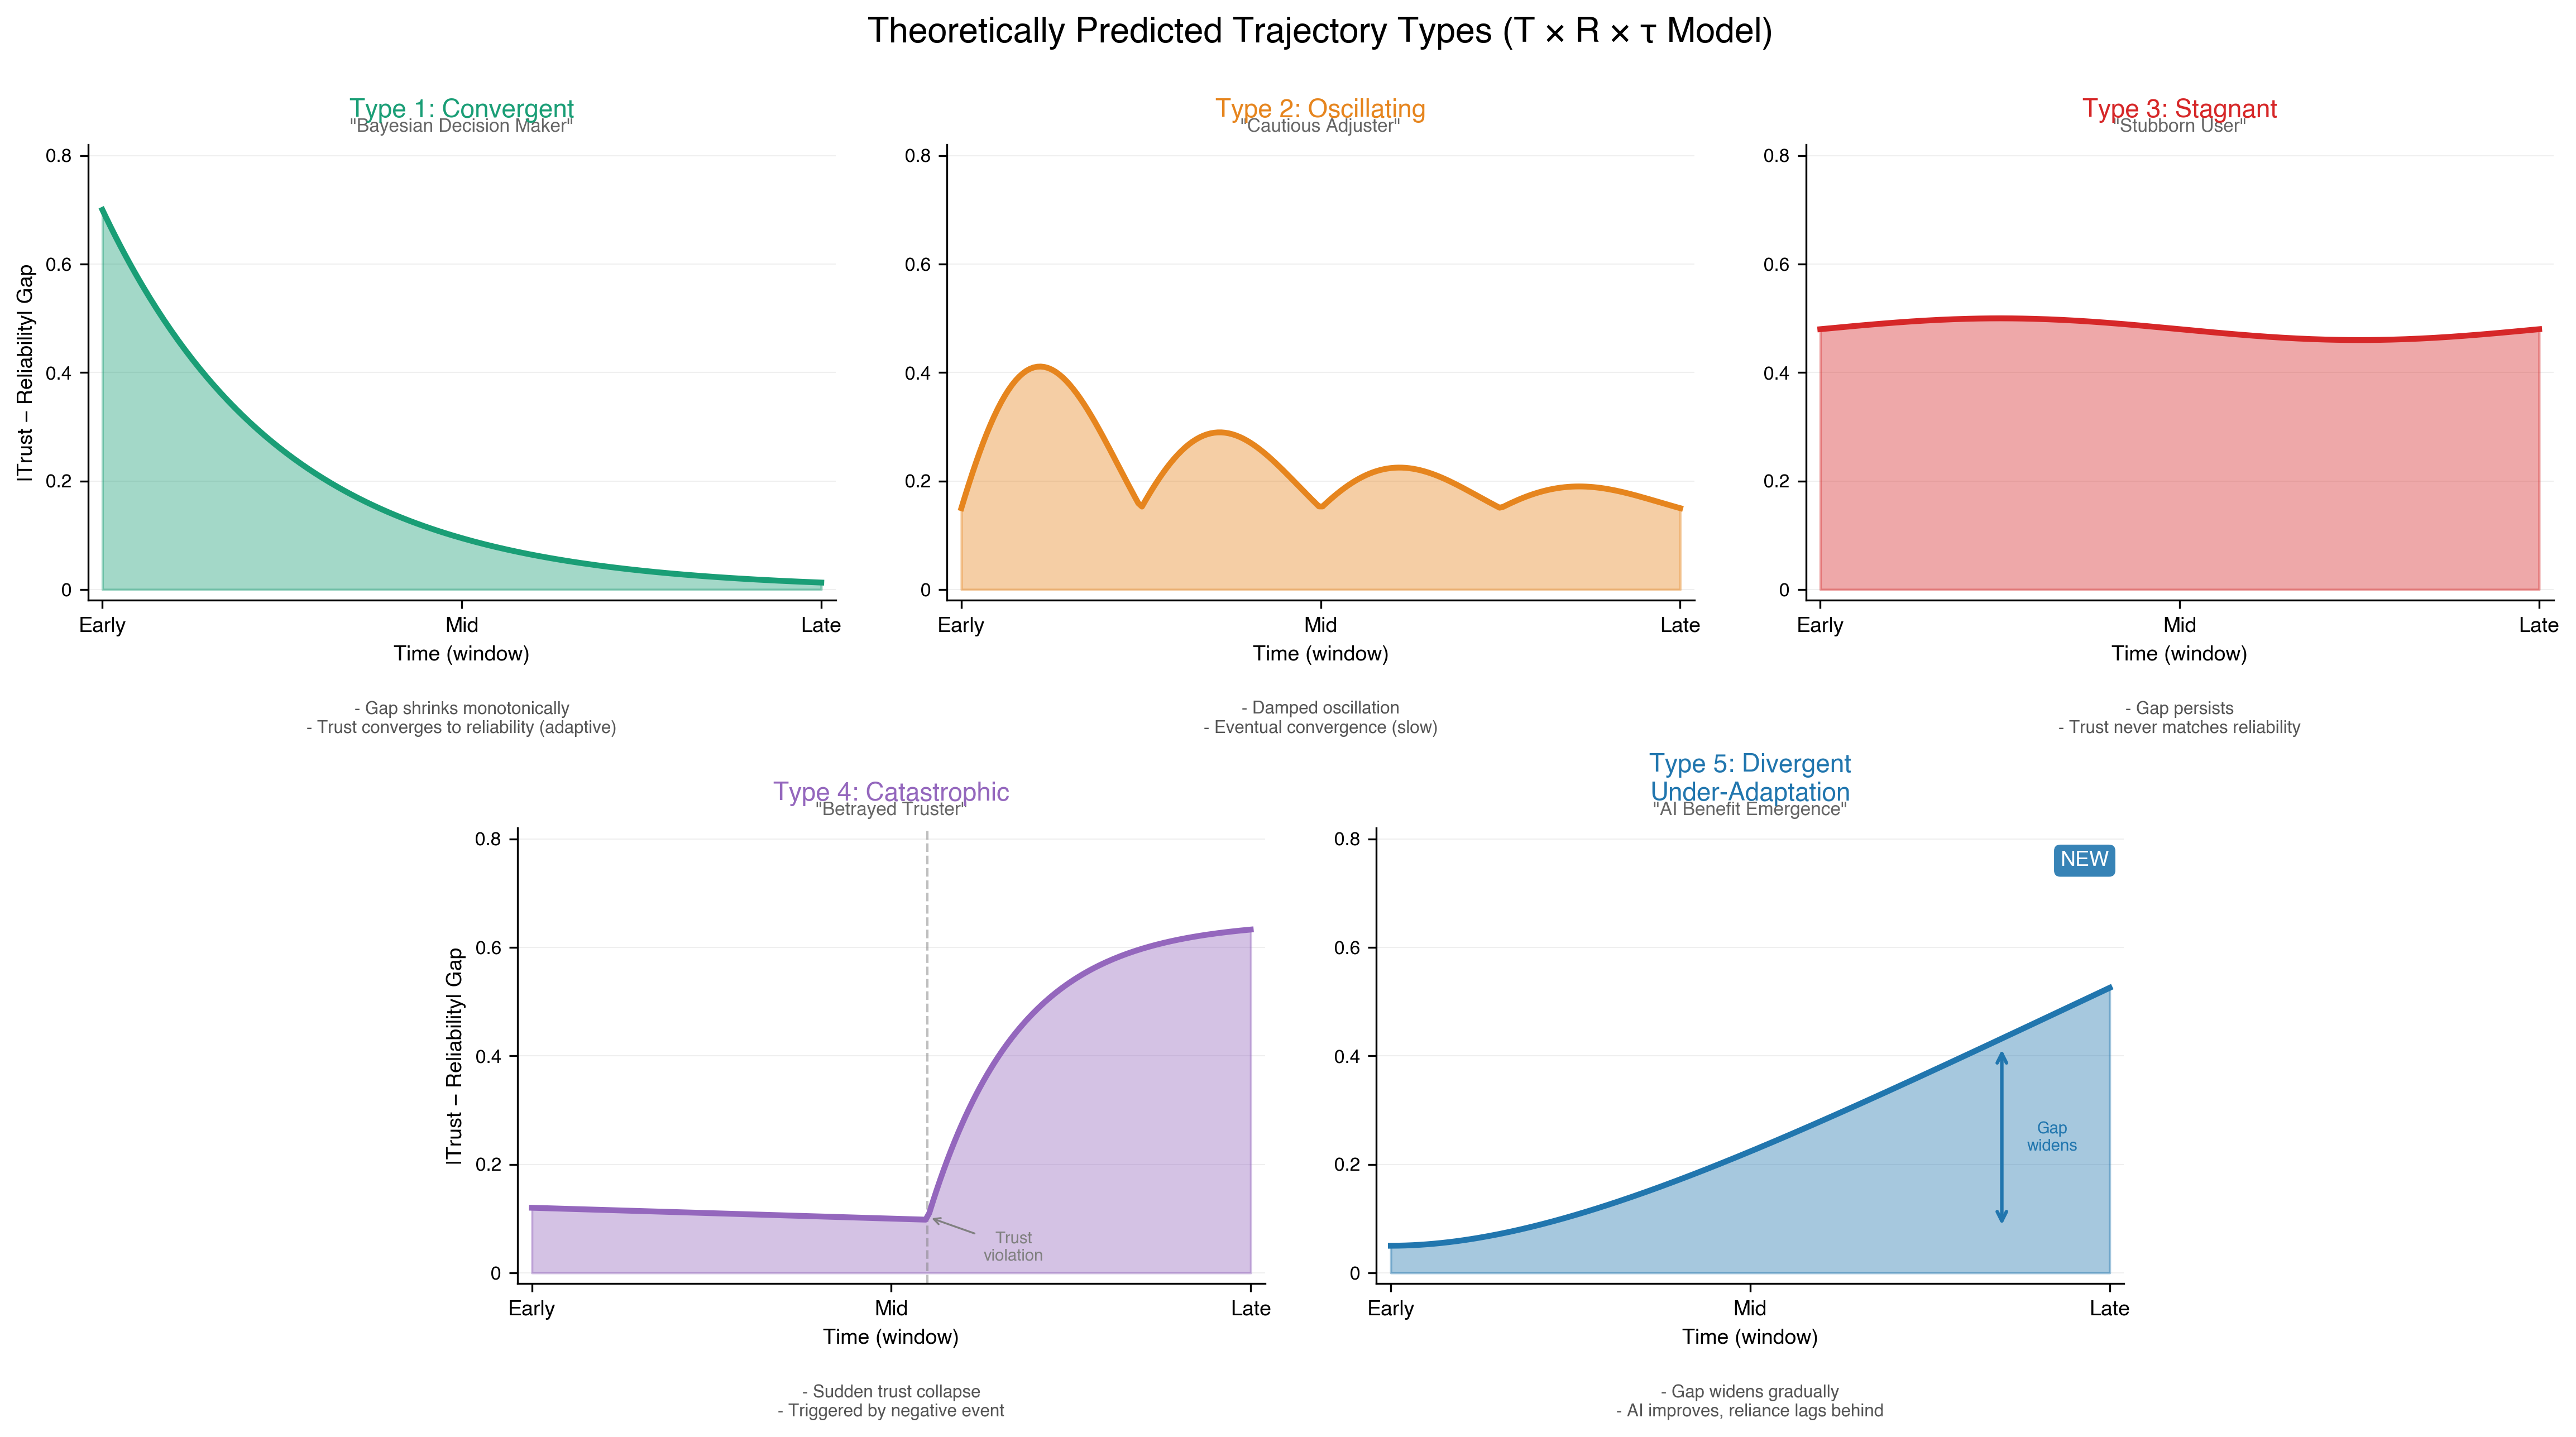 Theoretically Predicted Trajectory Types (T × R × τ Model)
Type 1: Convergent
"Bayesian Decision Maker"
0.8
0.6
0.4
0.2
0
|Trust – Reliability| Gap
Early
Mid
Late
Time (window)
- Gap shrinks monotonically
- Trust converges to reliability (adaptive)
Type 2: Oscillating
"Cautious Adjuster"
0.8
0.6
0.4
0.2
0
Early
Mid
Late
Time (window)
- Damped oscillation
- Eventual convergence (slow)
Type 3: Stagnant
"Stubborn User"
0.8
0.6
0.4
0.2
0
Early
Mid
Late
Time (window)
- Gap persists
- Trust never matches reliability
Type 4: Catastrophic
"Betrayed Truster"
0.8
0.6
0.4
0.2
0
|Trust – Reliability| Gap
Trust
violation
Early
Mid
Late
Time (window)
- Sudden trust collapse
- Triggered by negative event
Type 5: Divergent
Under-Adaptation
"AI Benefit Emergence"
NEW
0.8
0.6
0.4
0.2
0
Gap
widens
Early
Mid
Late
Time (window)
- Gap widens gradually
- AI improves, reliance lags behind